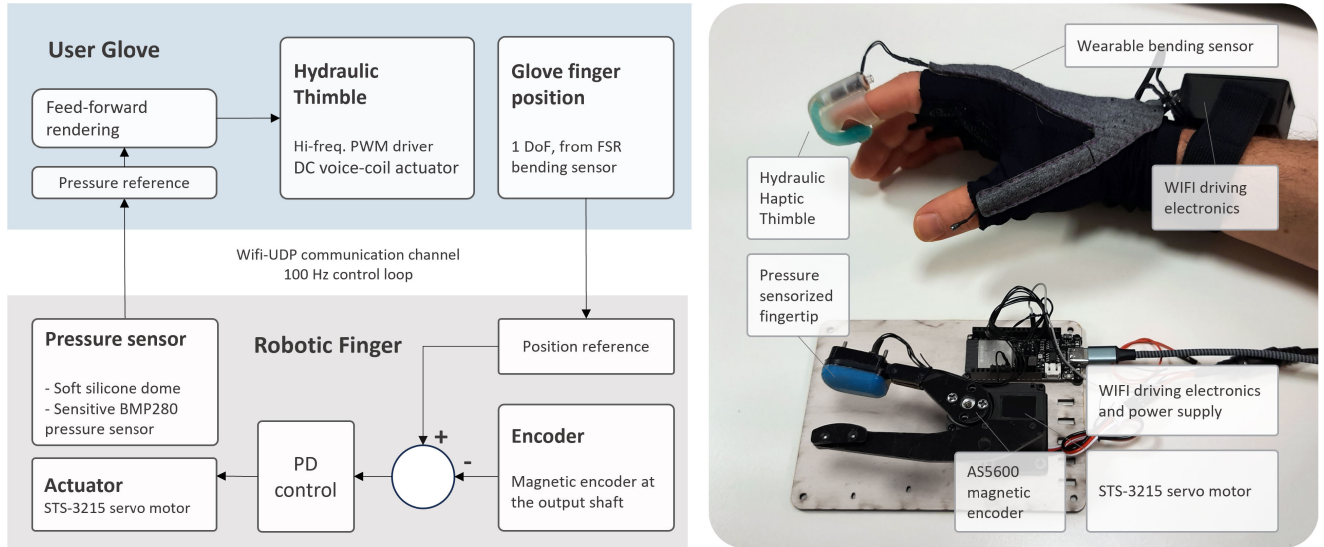 User Glove
Feed-forward
rendering
Pressure reference
Hydraulic
Thimble
Hi-freq. PWM driver
DC voice-coil actuator
Glove finger
position
1 DoF, from FSR
bending sensor
Wifi-UDP communication channel
100 Hz control loop
Pressure sensor
- Soft silicone dome
- Sensitive BMP280
pressure sensor
Robotic Finger
Position reference
Actuator
STS-3215 servo motor
PD
control
+
-
Encoder
Magnetic encoder at
the output shaft
Wearable bending sensor
Hydraulic
Haptic
Thimble
WIFI driving
electronics
Pressure
sensorized
fingertip
WIFI driving electronics
and power supply
AS5600
magnetic
encoder
STS-3215 servo motor